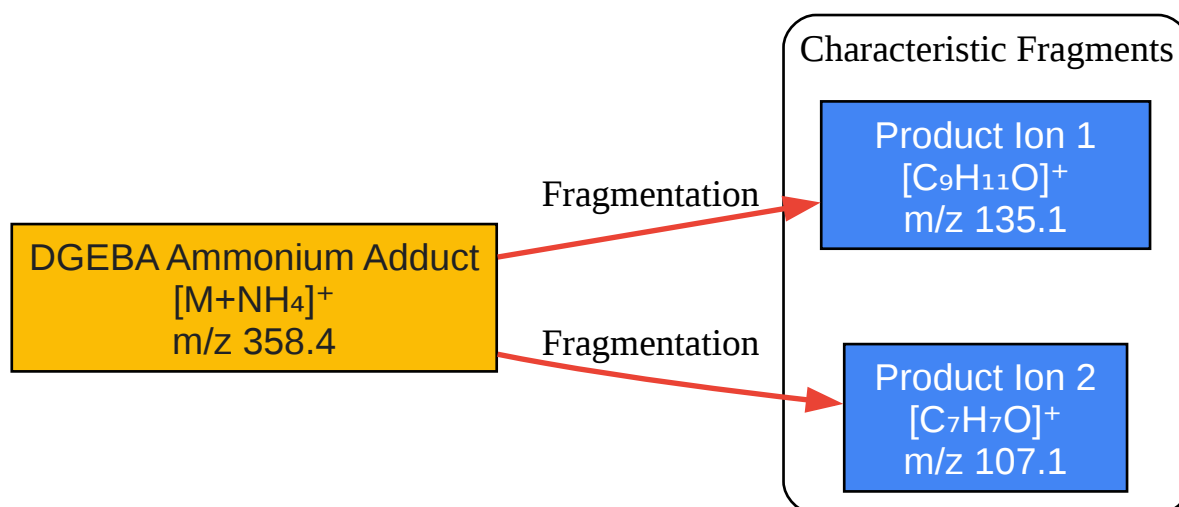 Characteristic Fragments
Product Ion 1
[C₉H₁₁O]⁺
m/z 135.1
Fragmentation
DGEBA Ammonium Adduct
[M+NH₄]⁺
m/z 358.4
Fragmentation
Product Ion 2
[C₇H₇O]⁺
m/z 107.1